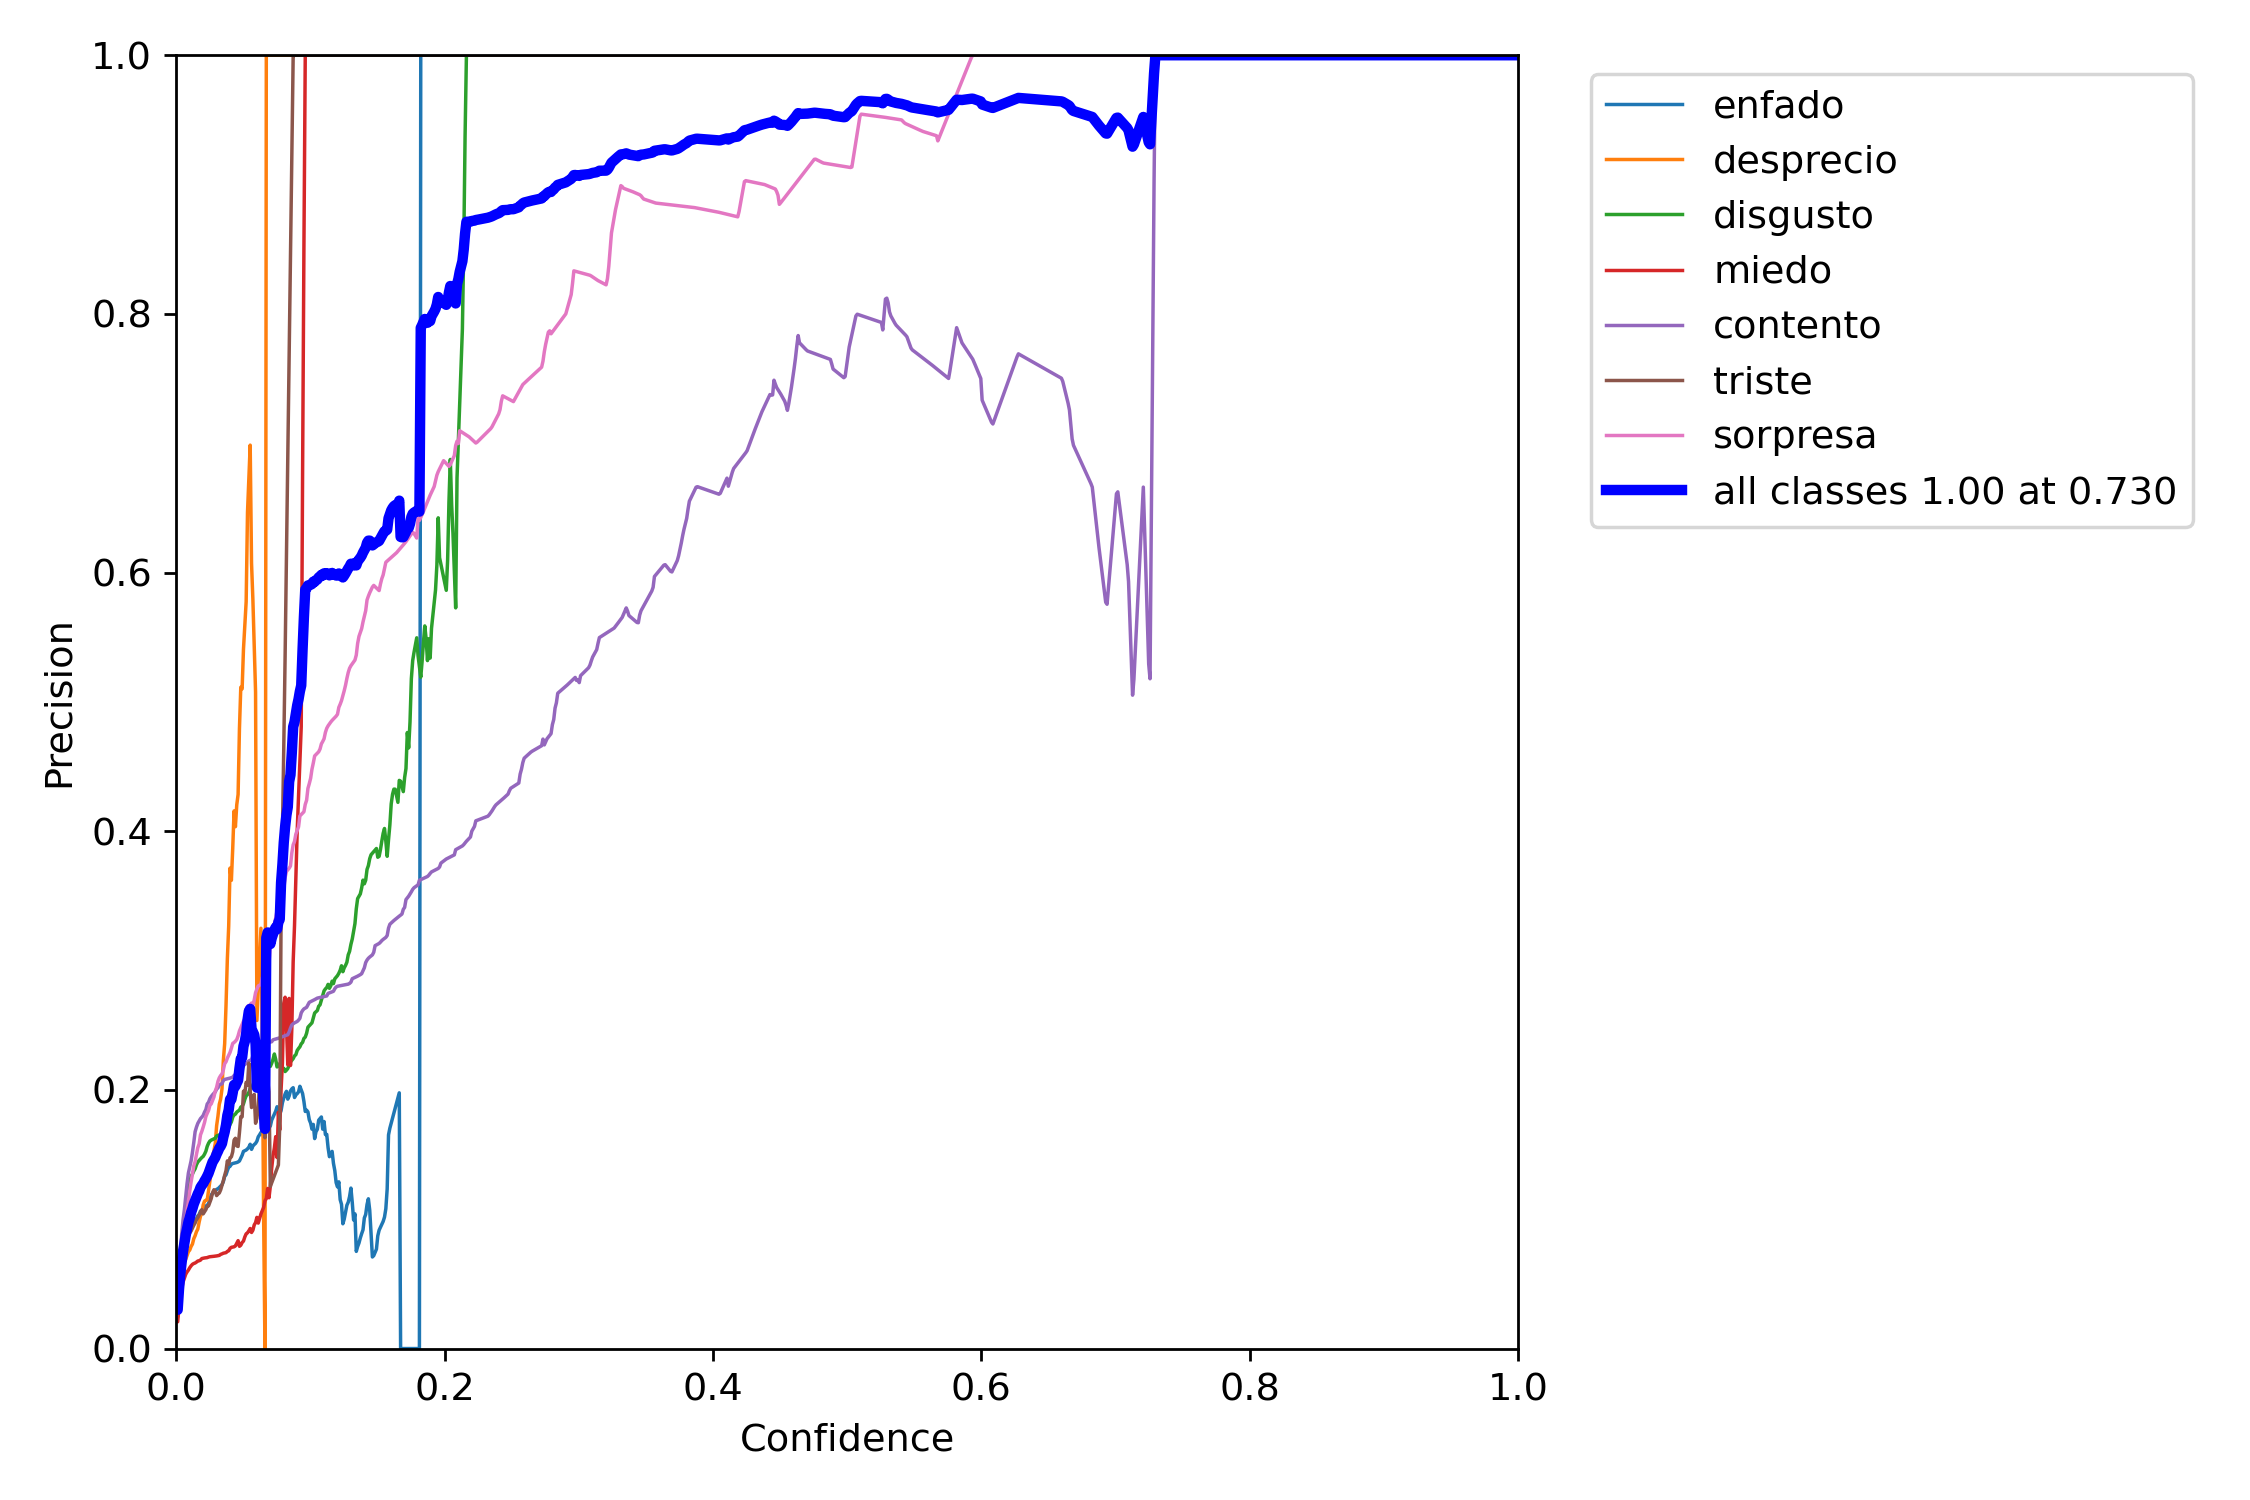 1.0
0.8
0.6
0.4
0.2
0.0
Precision
0.0 0.2 0.4 0.6 0.8 1.0
Confidence
enfado
desprecio
disgusto
miedo
contento
triste
sorpresa
all classes 1.00 at 0.730